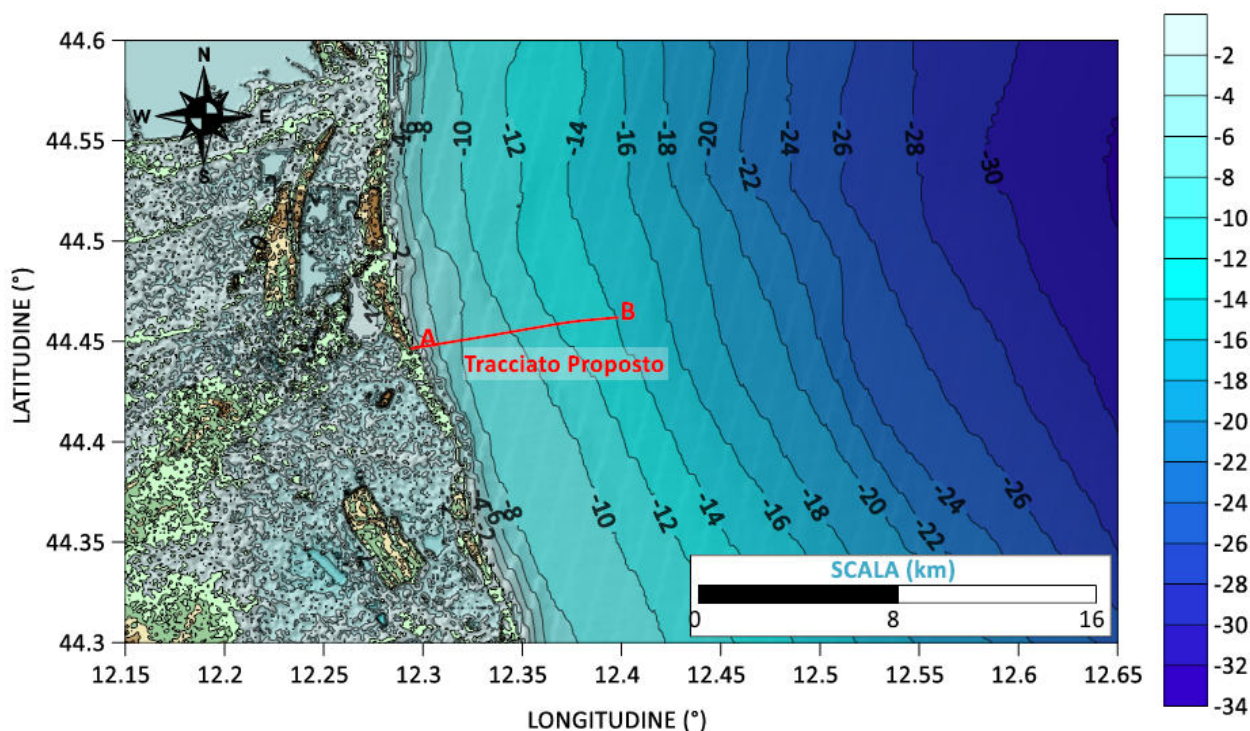 44.6
44.55
44.5
44.45
44.4
44.35
44.3
LATITUDINE (°)
12.15 12.2 12.25 12.3 12.35 12.4 12.45 12.5 12.55 12.6 12.65
LONGITUDINE (°)
N
W E
S
-8 -10 -12 -14 -16 -18 -20 -22 -24 -26 -28 -30
A
B
Tracciato Proposto
-8 -10 -12 -14 -16 -18 -20 -22 -24 -26
SCALA (km)
0 8 16
-2
-4
-6
-8
-10
-12
-14
-16
-18
-20
-22
-24
-26
-28
-30
-32
-34